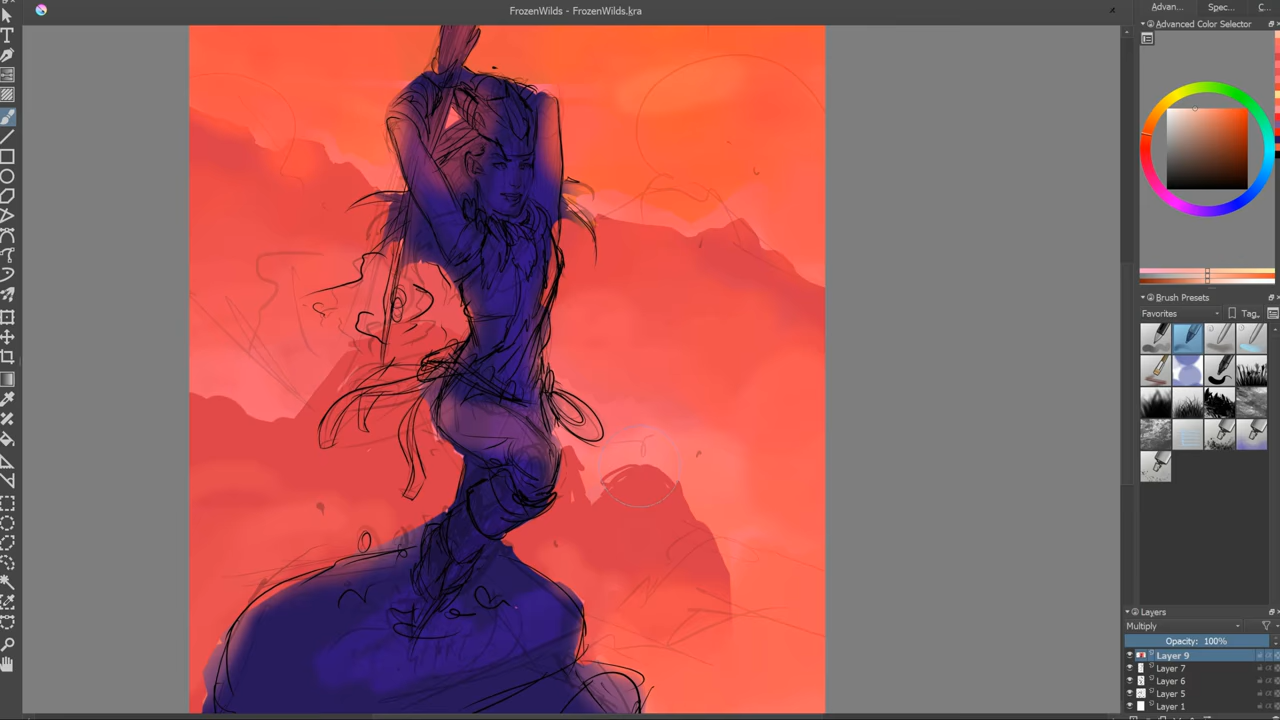 FrozenWilds - FrozenWilds.kra
Advan... Spec... C...
Advanced Color Selector
Brush Presets
Favorites Tag
Layers
Multiply
Opacity: 100%
Layer 9
Layer 7
Layer 6
Layer 5
Layer 1